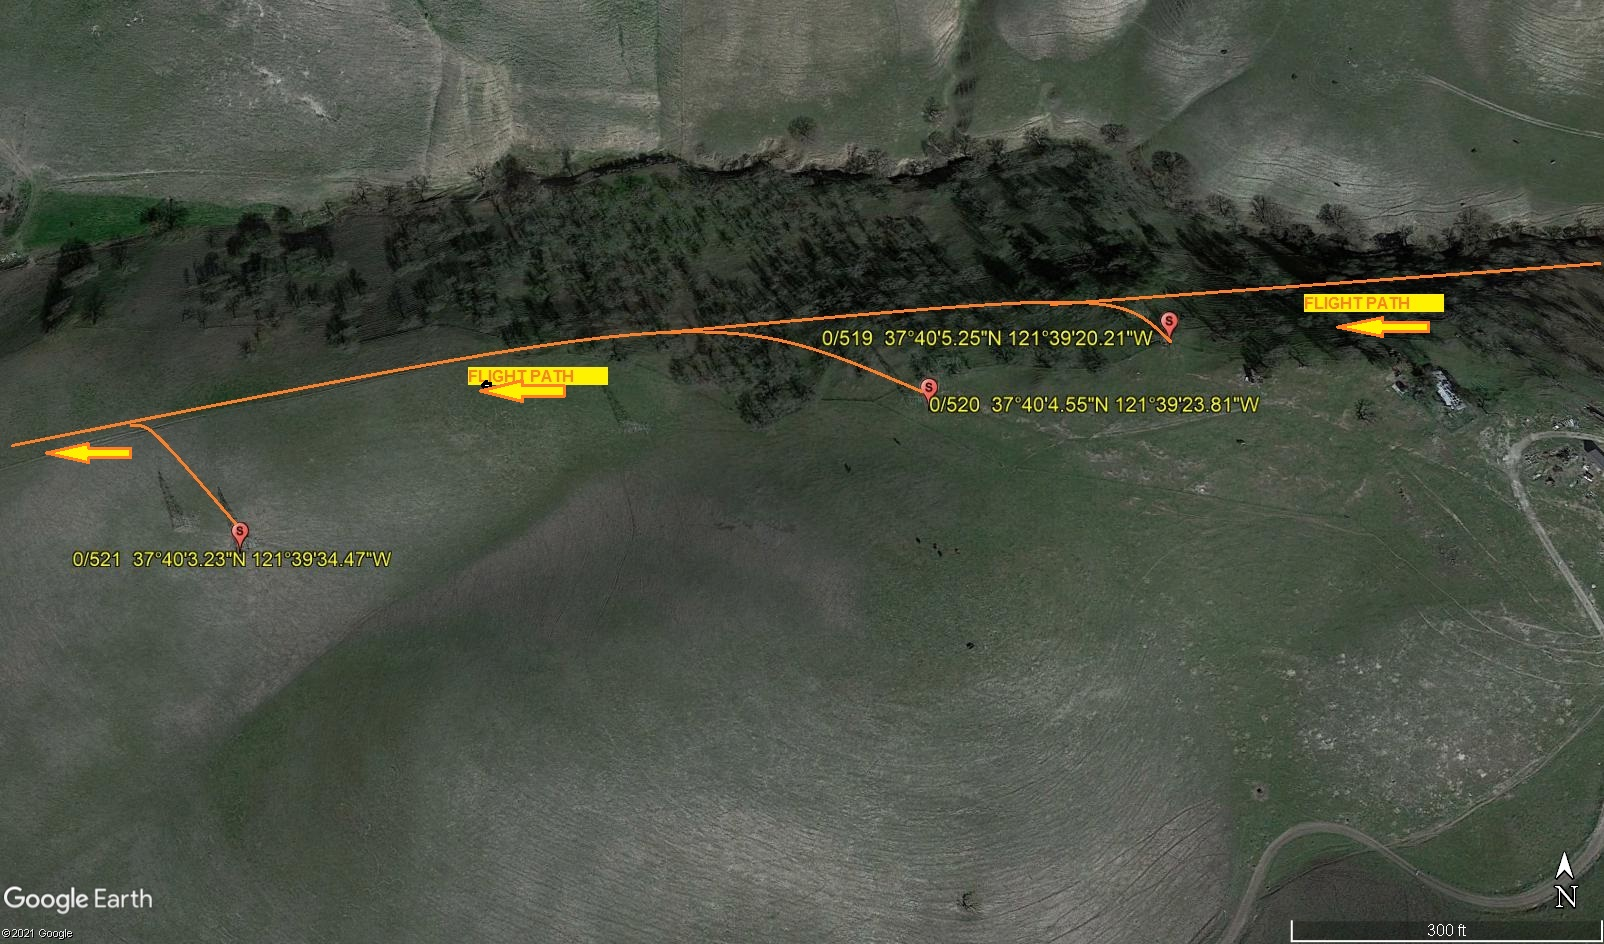 FLIGHT PATH
S
0/519  37°40'5.25"N 121°39'20.21"W
FLIGHT PATH
S
0/520  37°40'4.55"N 121°39'23.81"W
S
0/521  37°40'3.23"N 121°39'34.47"W
Google Earth
©2021 Google
N
300 ft